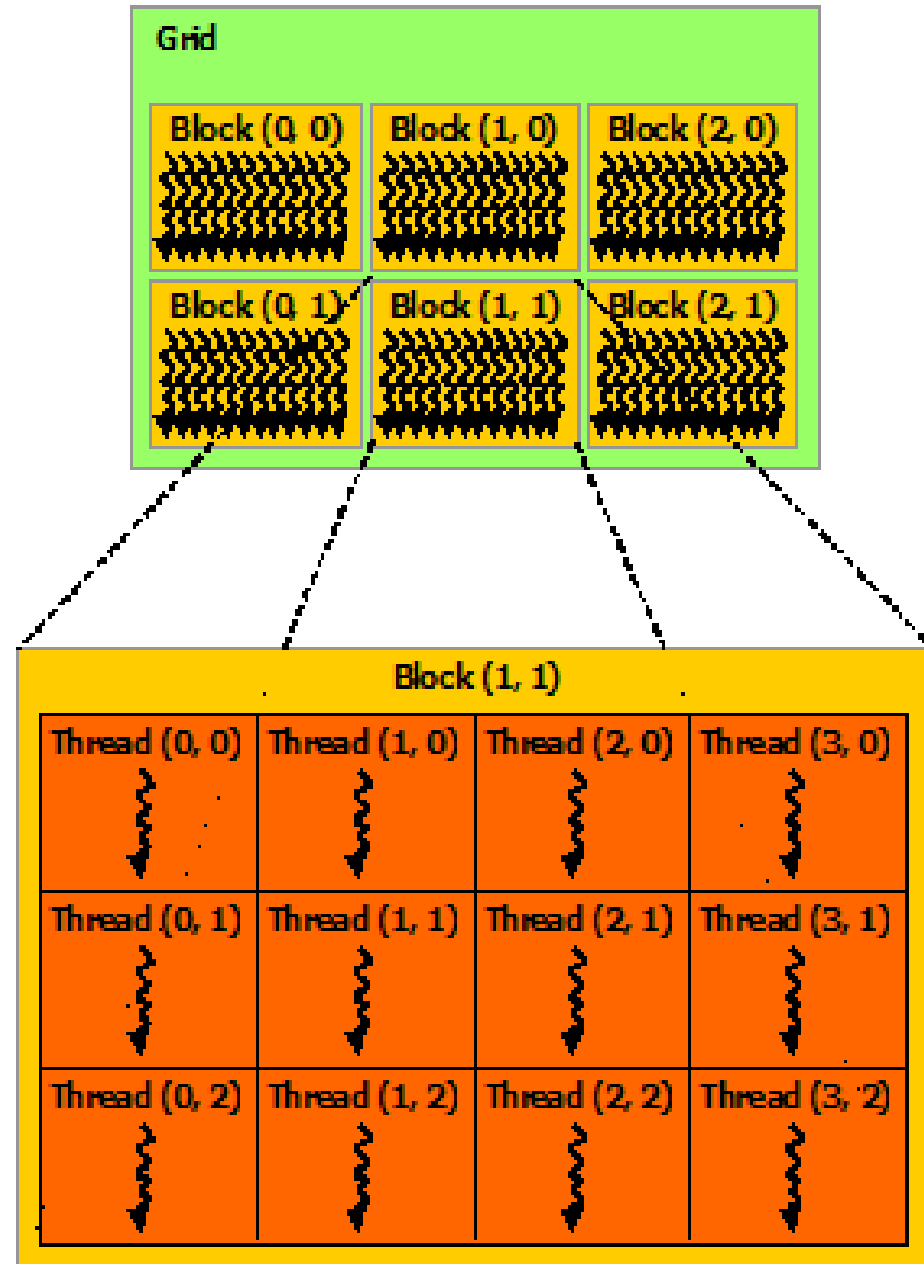 Grid
Block (0, 0) Block (1, 0) Block (2, 0)
Block (0, 1) Block (1, 1) Block (2, 1)
Block (1, 1)
Thread (0, 0) Thread (1, 0) Thread (2, 0) Thread (3, 0)
Thread (0, 1) Thread (1, 1) Thread (2, 1) Thread (3, 1)
Thread (0, 2) Thread (1, 2) Thread (2, 2) Thread (3, 2)